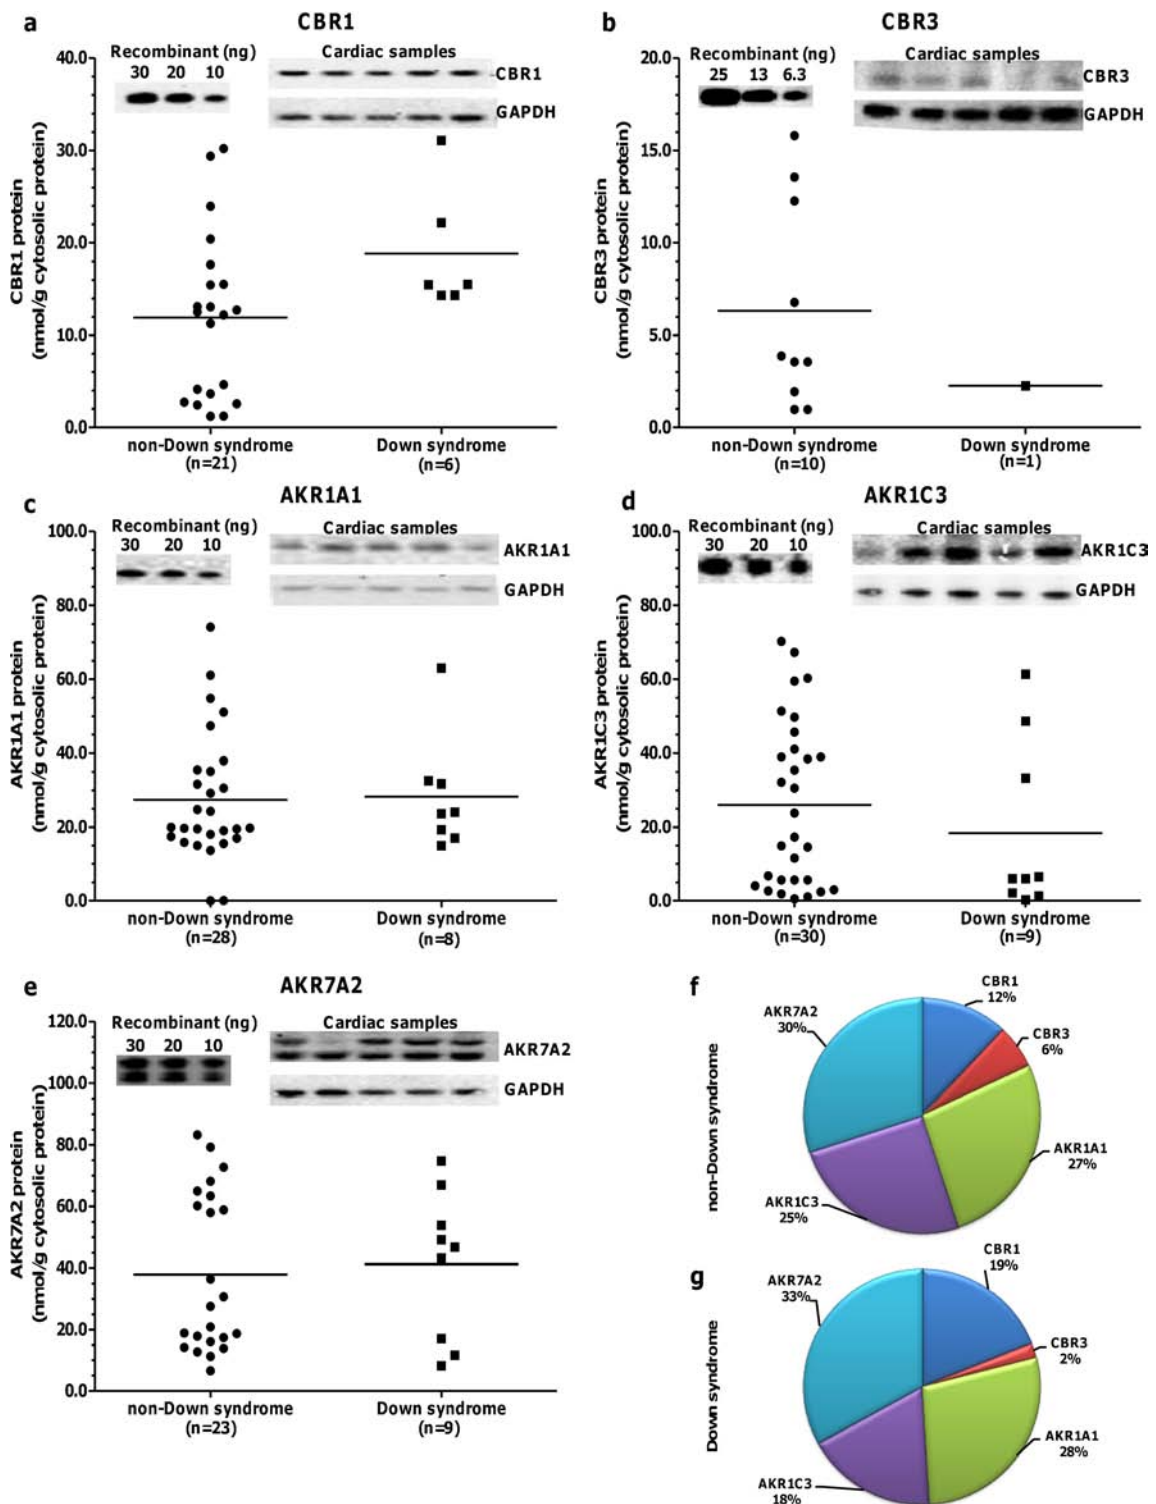 a
CBR1
Recombinant (ng)
30 20 10
Cardiac samples
CBR1
GAPDH
40.0
30.0
20.0
10.0
0.0
CBR1 protein
(nmol/g cytosolic protein)
non-Down syndrome
(n=21)
Down syndrome
(n=6)
b
CBR3
Recombinant (ng)
25 13 6.3
Cardiac samples
CBR3
GAPDH
20.0
15.0
10.0
5.0
0.0
CBR3 protein
(nmol/g cytosolic protein)
non-Down syndrome
(n=10)
Down syndrome
(n=1)
c
AKR1A1
Recombinant (ng)
30 20 10
Cardiac samples
AKR1A1
GAPDH
100.0
80.0
60.0
40.0
20.0
0.0
AKR1A1 protein
(nmol/g cytosolic protein)
non-Down syndrome
(n=28)
Down syndrome
(n=8)
d
AKR1C3
Recombinant (ng)
30 20 10
Cardiac samples
AKR1C3
GAPDH
100.0
80.0
60.0
40.0
20.0
0.0
AKR1C3 protein
(nmol/g cytosolic protein)
non-Down syndrome
(n=30)
Down syndrome
(n=9)
e
AKR7A2
Recombinant (ng)
30 20 10
Cardiac samples
AKR7A2
GAPDH
120.0
100.0
80.0
60.0
40.0
20.0
0.0
AKR7A2 protein
(nmol/g cytosolic protein)
non-Down syndrome
(n=23)
Down syndrome
(n=9)
f
non-Down syndrome
CBR1
12%
CBR3
6%
AKR1A1
27%
AKR1C3
25%
AKR7A2
30%
g
Down syndrome
CBR1
19%
CBR3
2%
AKR1A1
28%
AKR1C3
18%
AKR7A2
33%